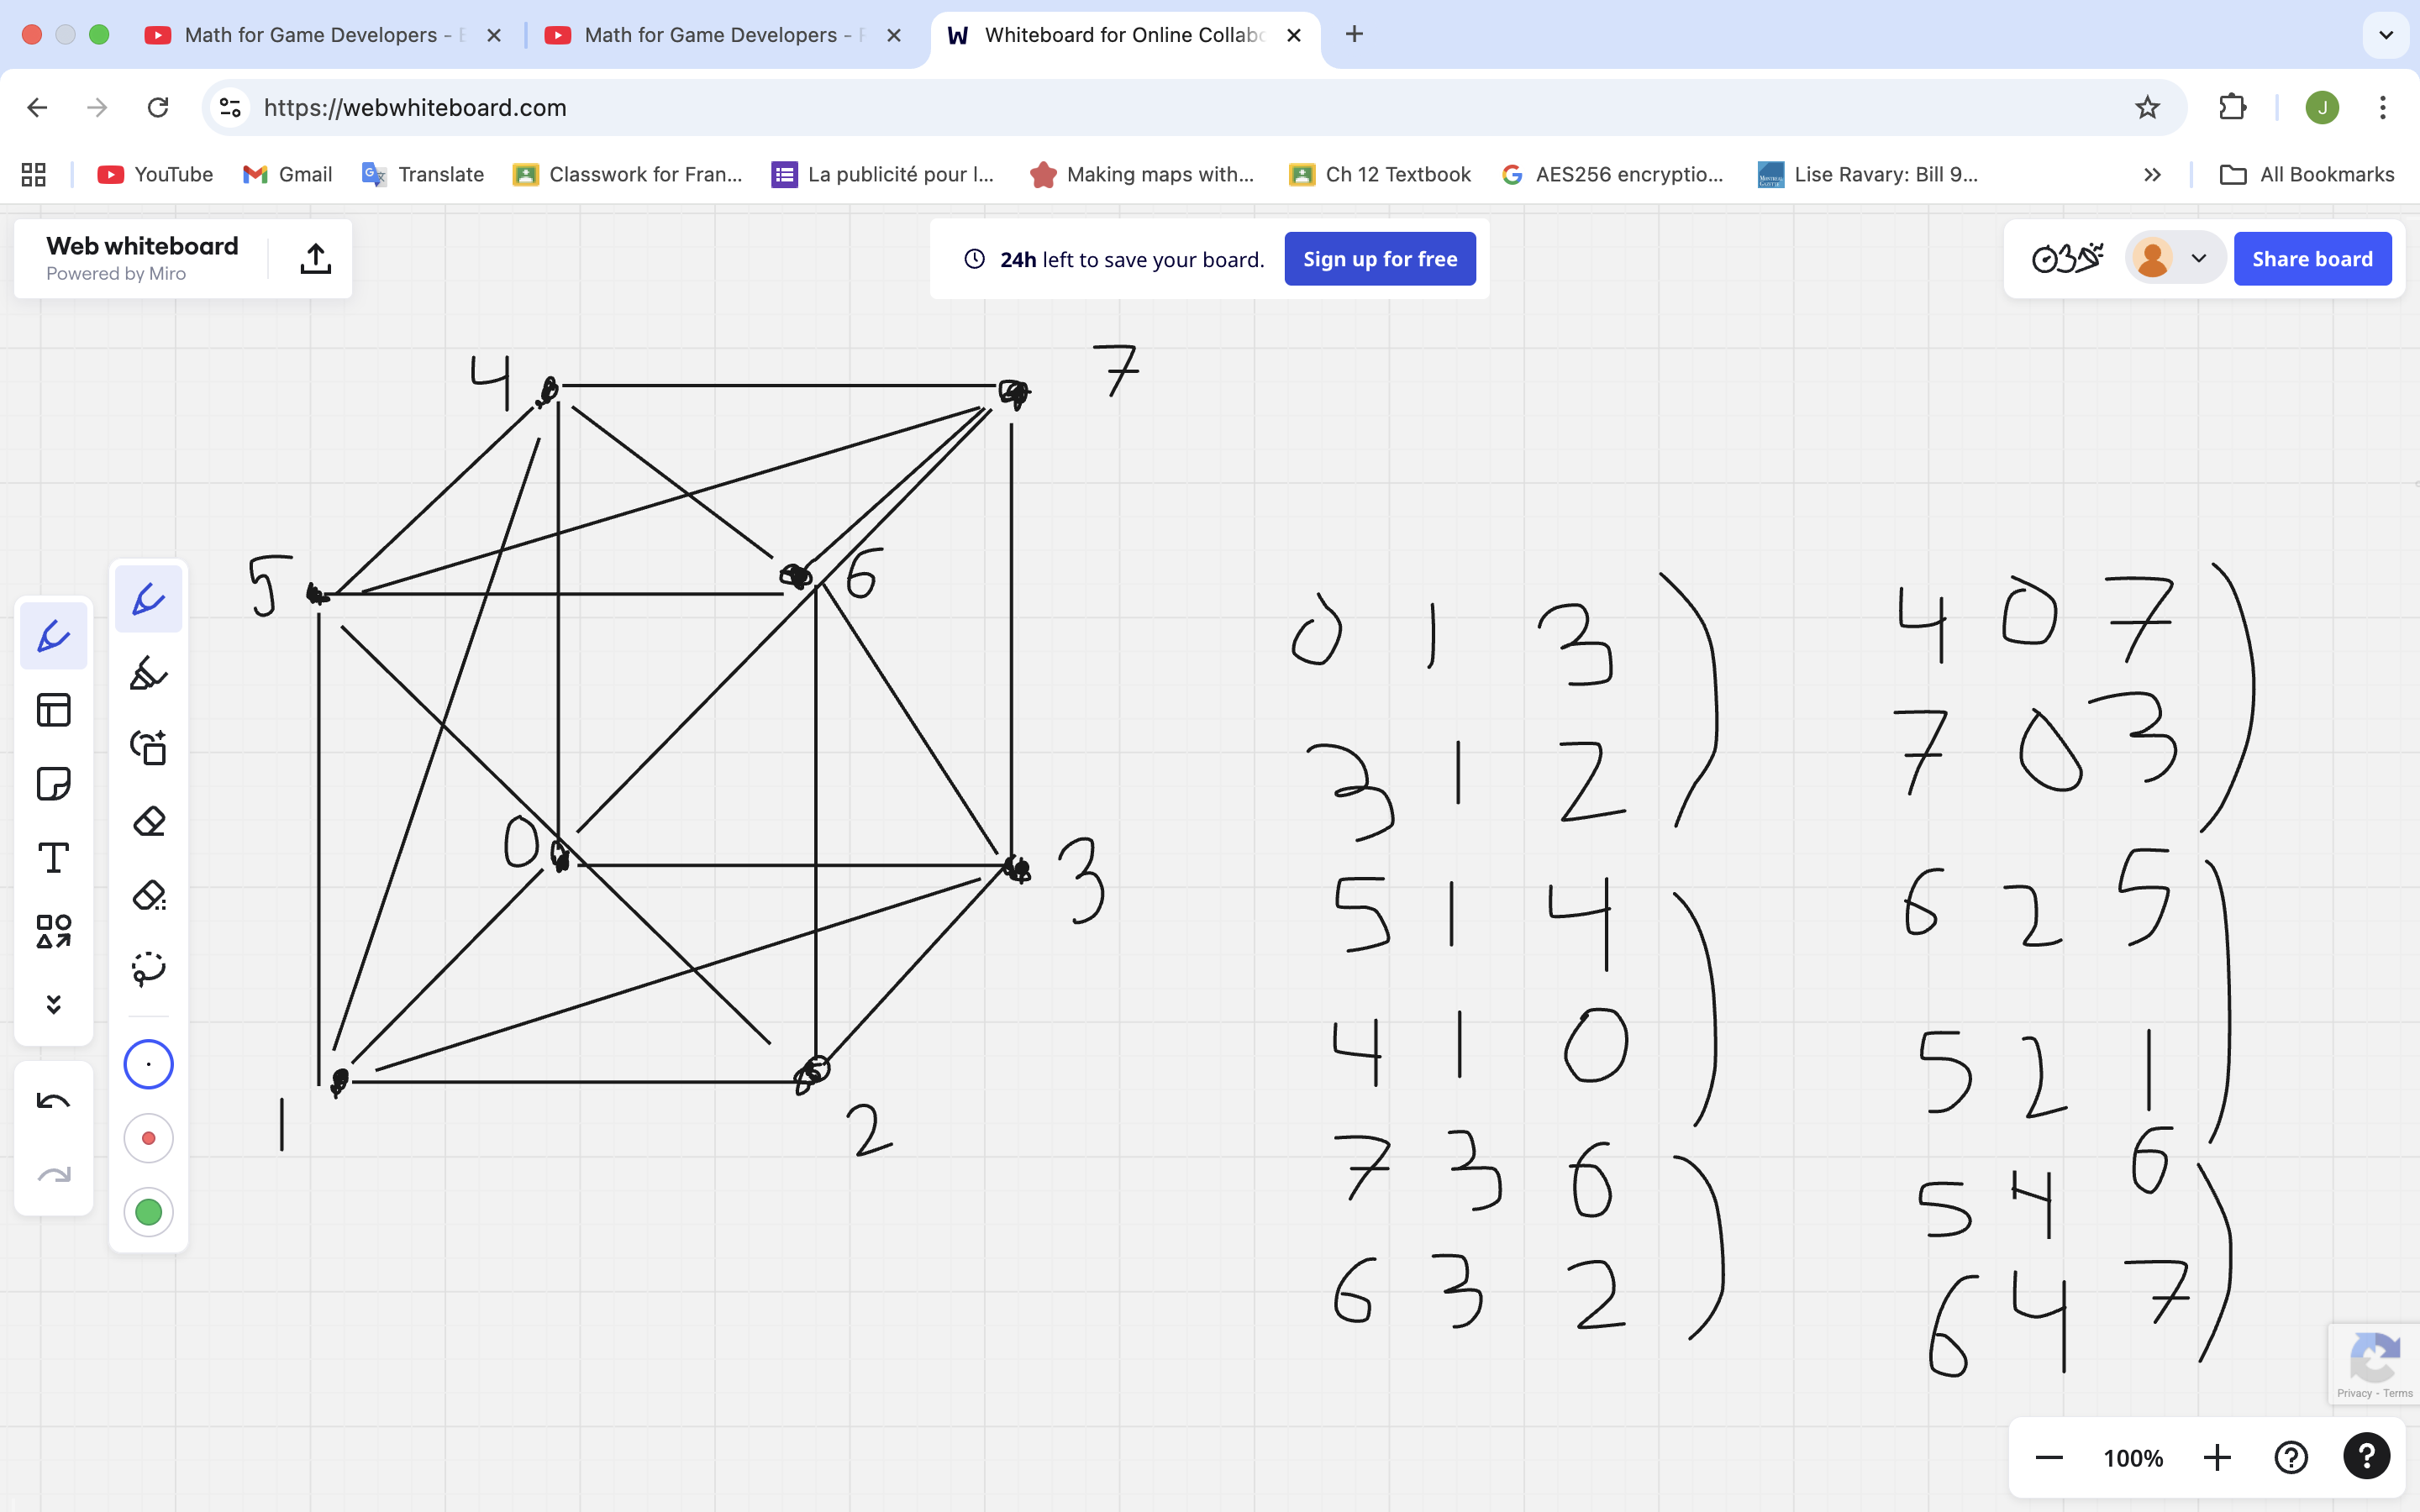 Math for Game Developers - E
Math for Game Developers - F
Whiteboard for Online Collabo
https://webwhiteboard.com
J
YouTube
Gmail
Translate
Classwork for Fran...
La publicité pour l...
Making maps with...
Ch 12 Textbook
AES256 encryptio...
Lise Ravary: Bill 9...
All Bookmarks
Web whiteboard
Powered by Miro
24h left to save your board.
Sign up for free
Share board
4
7
5
6
0
3
1
2
0 1 3 )
3 1 2
5 1 4 )
4 1 0
7 3 6 )
6 3 2
4 0 7 )
7 0 3
6 2 5 )
5 2 1
5 4 6 )
6 4 7
Privacy - Terms
100%